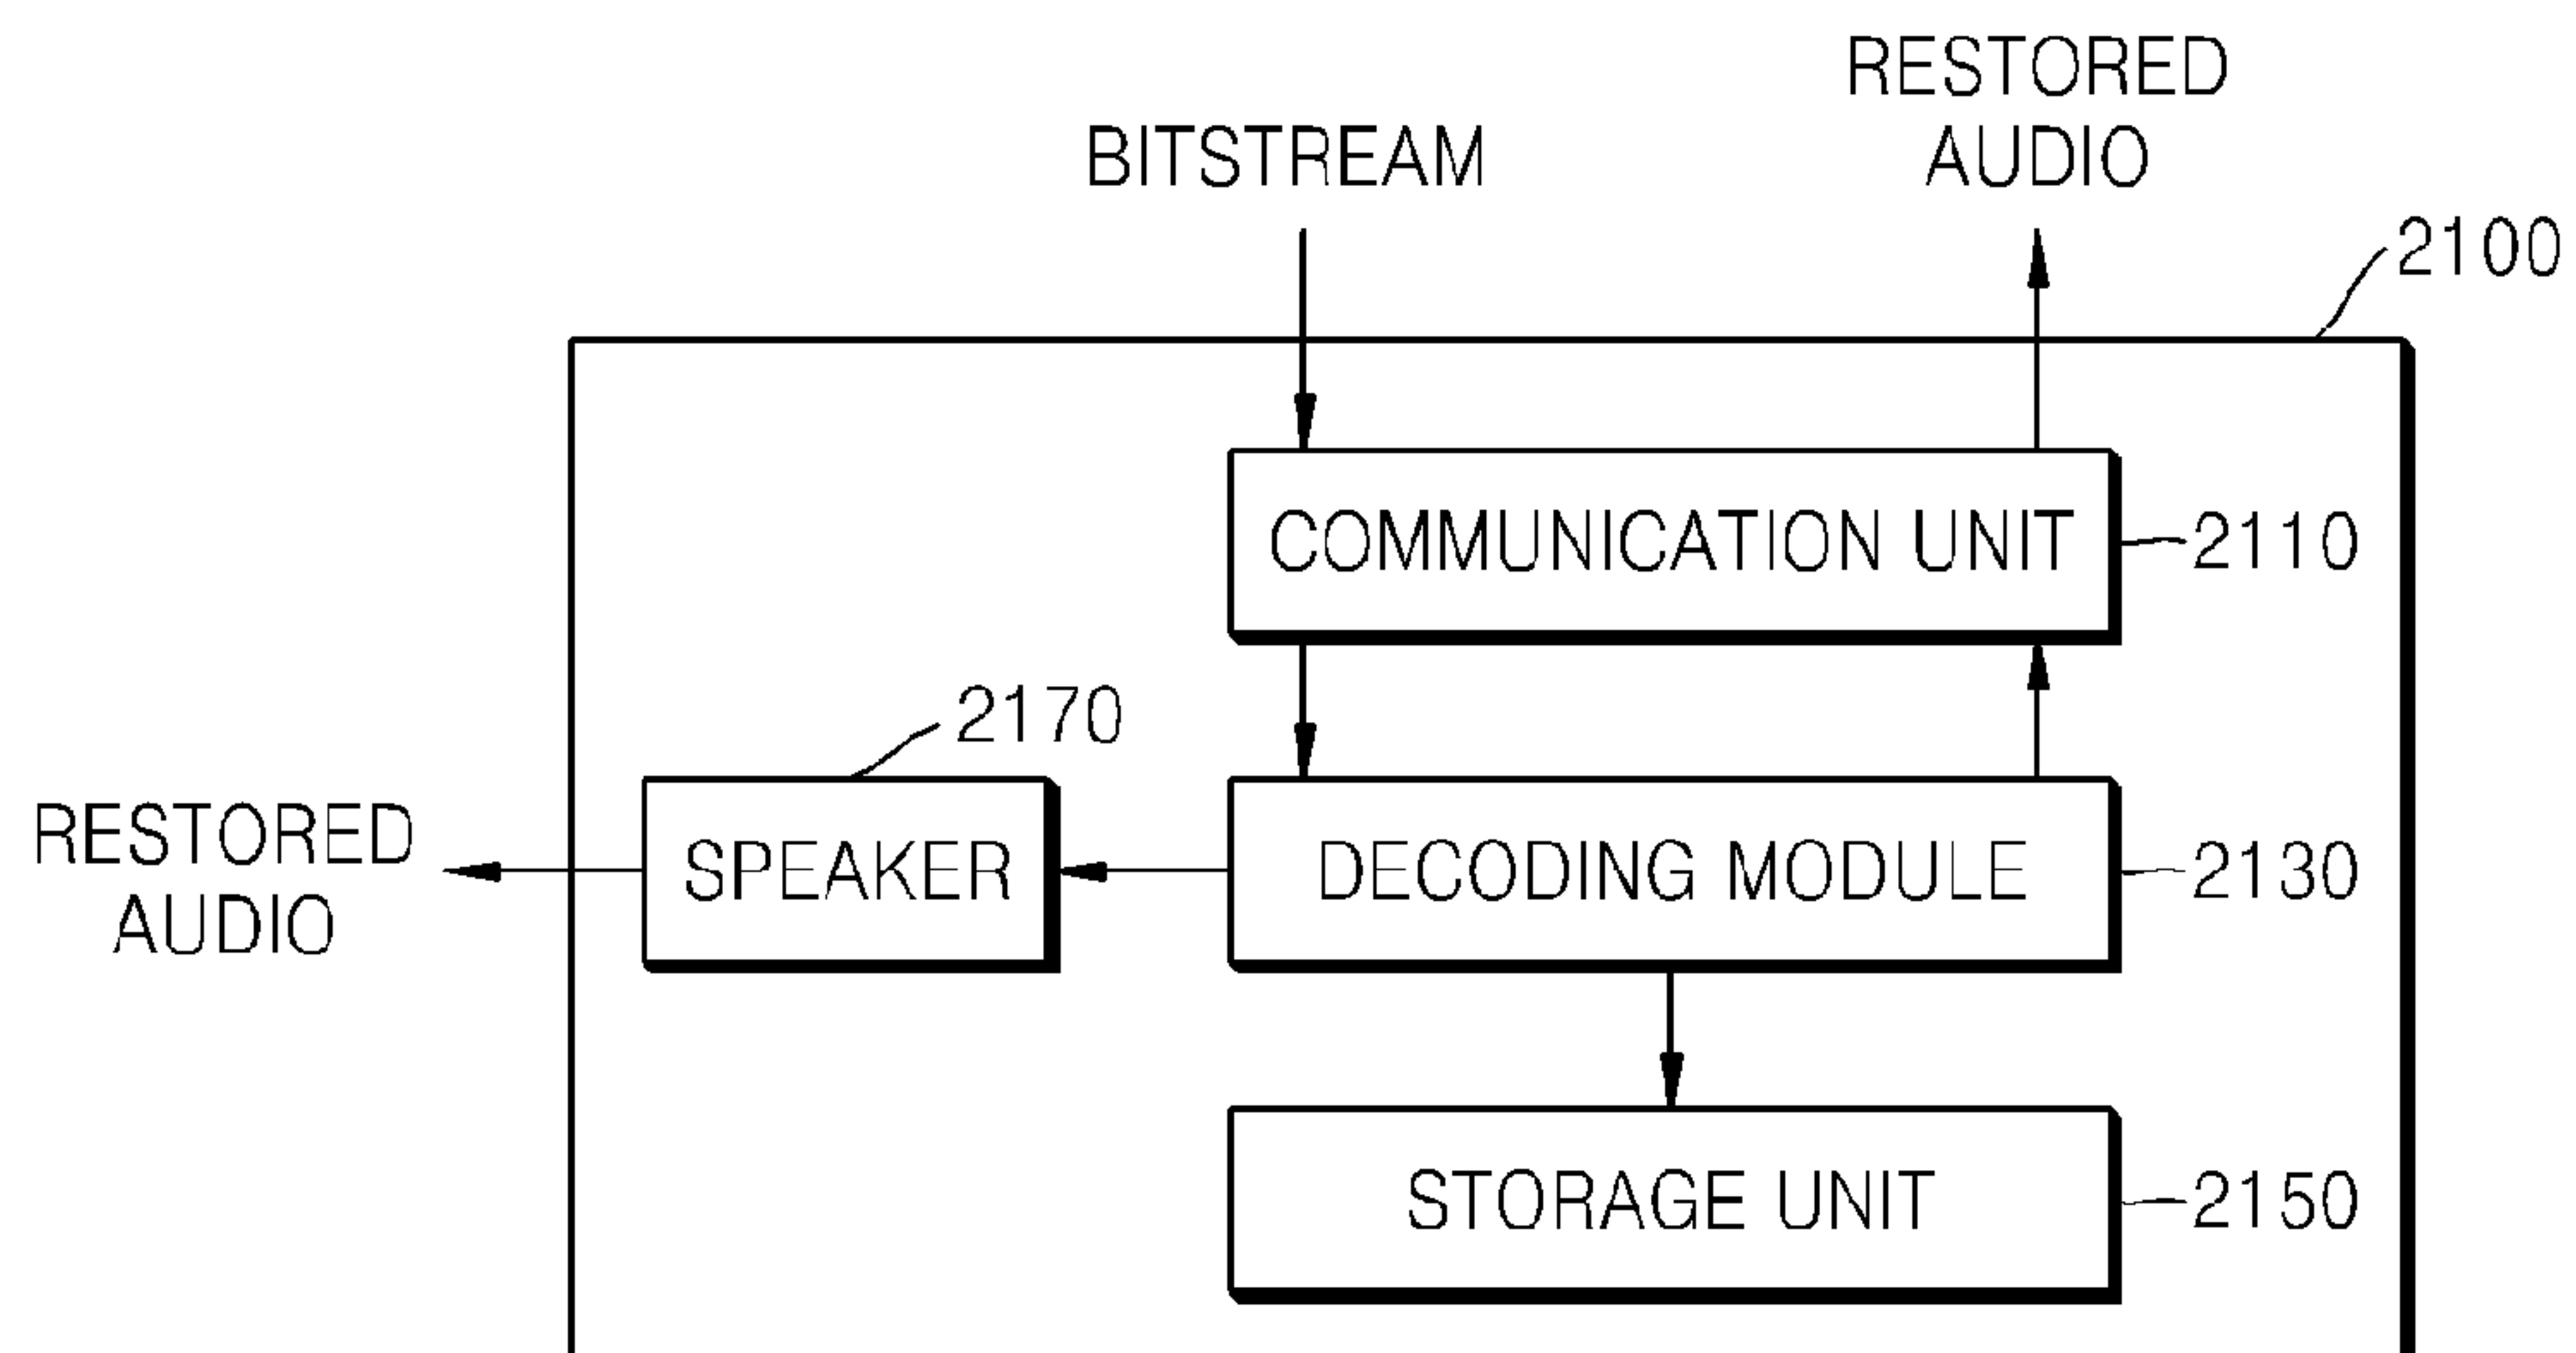 RESTORED
AUDIO
BITSTREAM
2100
COMMUNICATION UNIT
2110
2170
RESTORED
AUDIO
SPEAKER
DECODING MODULE
2130
STORAGE UNIT
2150